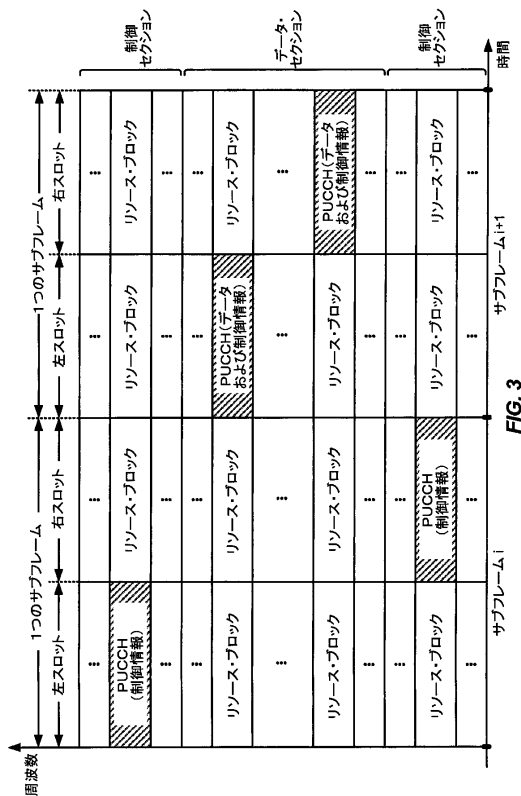 周波数
1つのサブフレーム
1つのサブフレーム
左スロット
右スロット
左スロット
右スロット
⋮ ⋮ ⋮ ⋮
PUCCH
(制御情報)
リソース・ブロック
リソース・ブロック
リソース・ブロック
制御
セクション
⋮ ⋮ ⋮ ⋮
⋮ ⋮ ⋮ ⋮
リソース・ブロック
リソース・ブロック
PUCCH(データ
および制御情報)
リソース・ブロック
⋮ ⋮ ⋮ ⋮
データ・
セクション
リソース・ブロック
リソース・ブロック
リソース・ブロック
PUCCH(データ
および制御情報)
⋮ ⋮ ⋮ ⋮
⋮ ⋮ ⋮ ⋮
リソース・ブロック
PUCCH
(制御情報)
リソース・ブロック
リソース・ブロック
制御
セクション
⋮ ⋮ ⋮ ⋮
時間
サブフレーム i
サブフレーム i+1
FIG. 3